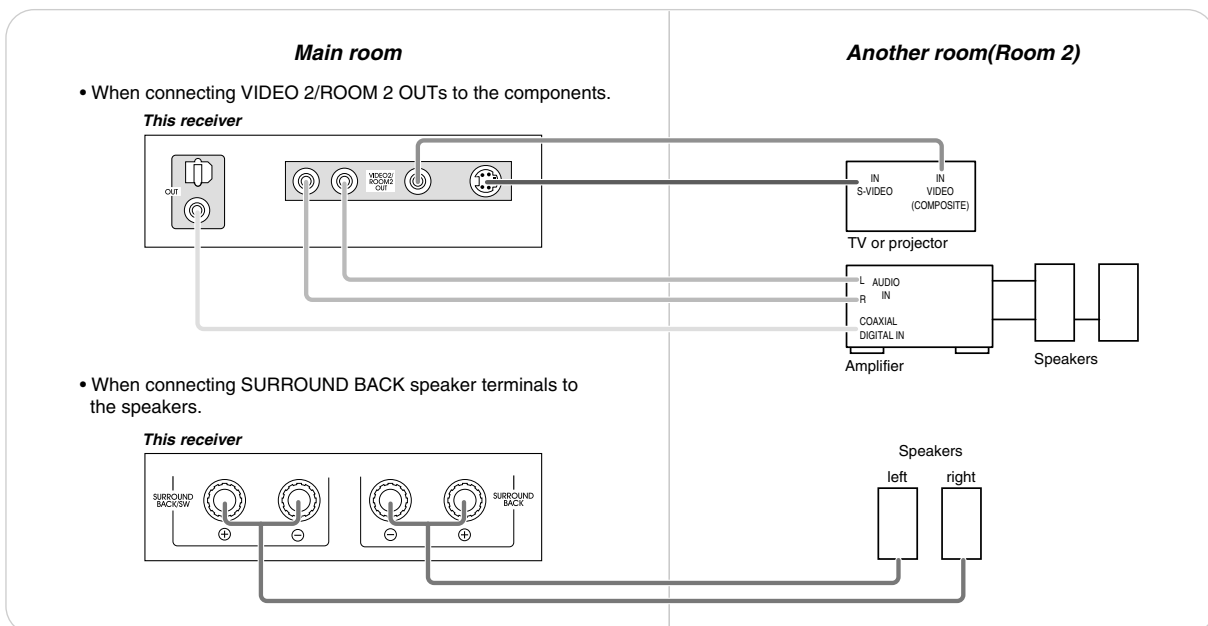 Main room
Another room(Room 2)
• When connecting VIDEO 2/ROOM 2 OUTs to the components.
This receiver
OUT
VIDEO2/
ROOM2
OUT
IN
S-VIDEO
IN
VIDEO
(COMPOSITE)
TV or projector
L AUDIO
R IN
COAXIAL
DIGITAL IN
Amplifier
Speakers
• When connecting SURROUND BACK speaker terminals to
the speakers.
This receiver
SURROUND
BACK/SW
+
−
−
+
SURROUND
BACK
Speakers
left
right